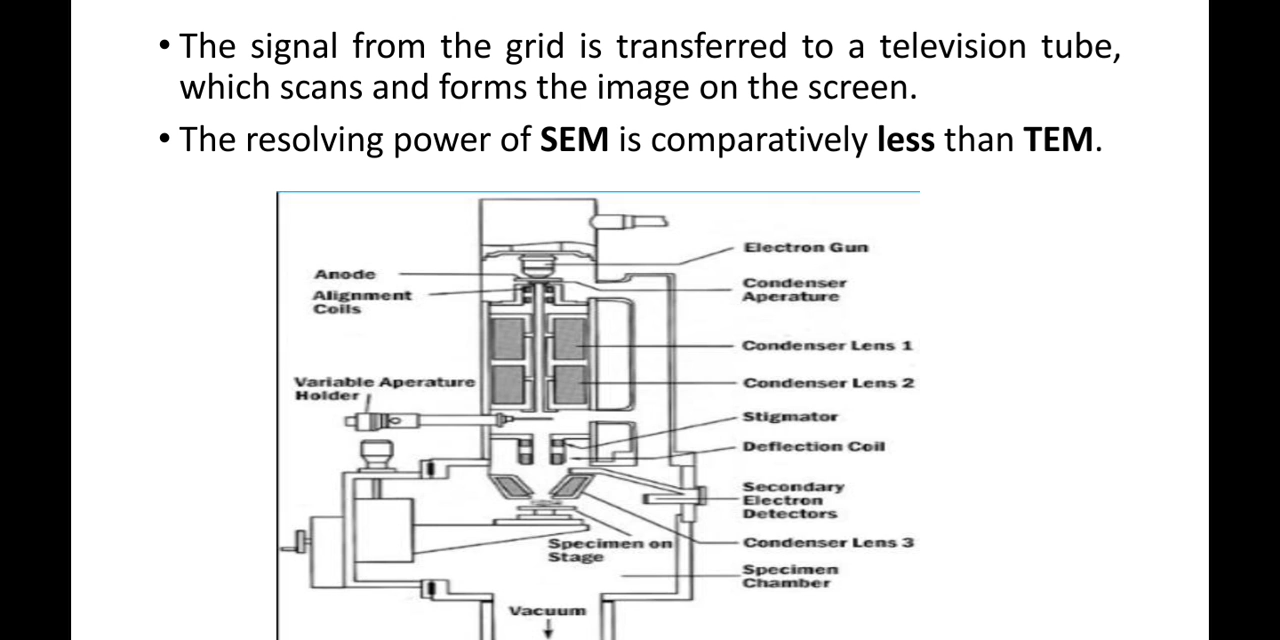 • The signal from the grid is transferred to a television tube,
which scans and forms the image on the screen.
• The resolving power of SEM is comparatively less than TEM.
Electron Gun
Anode
Condenser
Aperature
Alignment
Coils
Condenser Lens 1
Variable Aperature
Holder
Condenser Lens 2
Stigmator
Deflection Coil
Secondary
Electron
Detectors
Specimen on
Stage
Condenser Lens 3
Specimen
Chamber
Vacuum